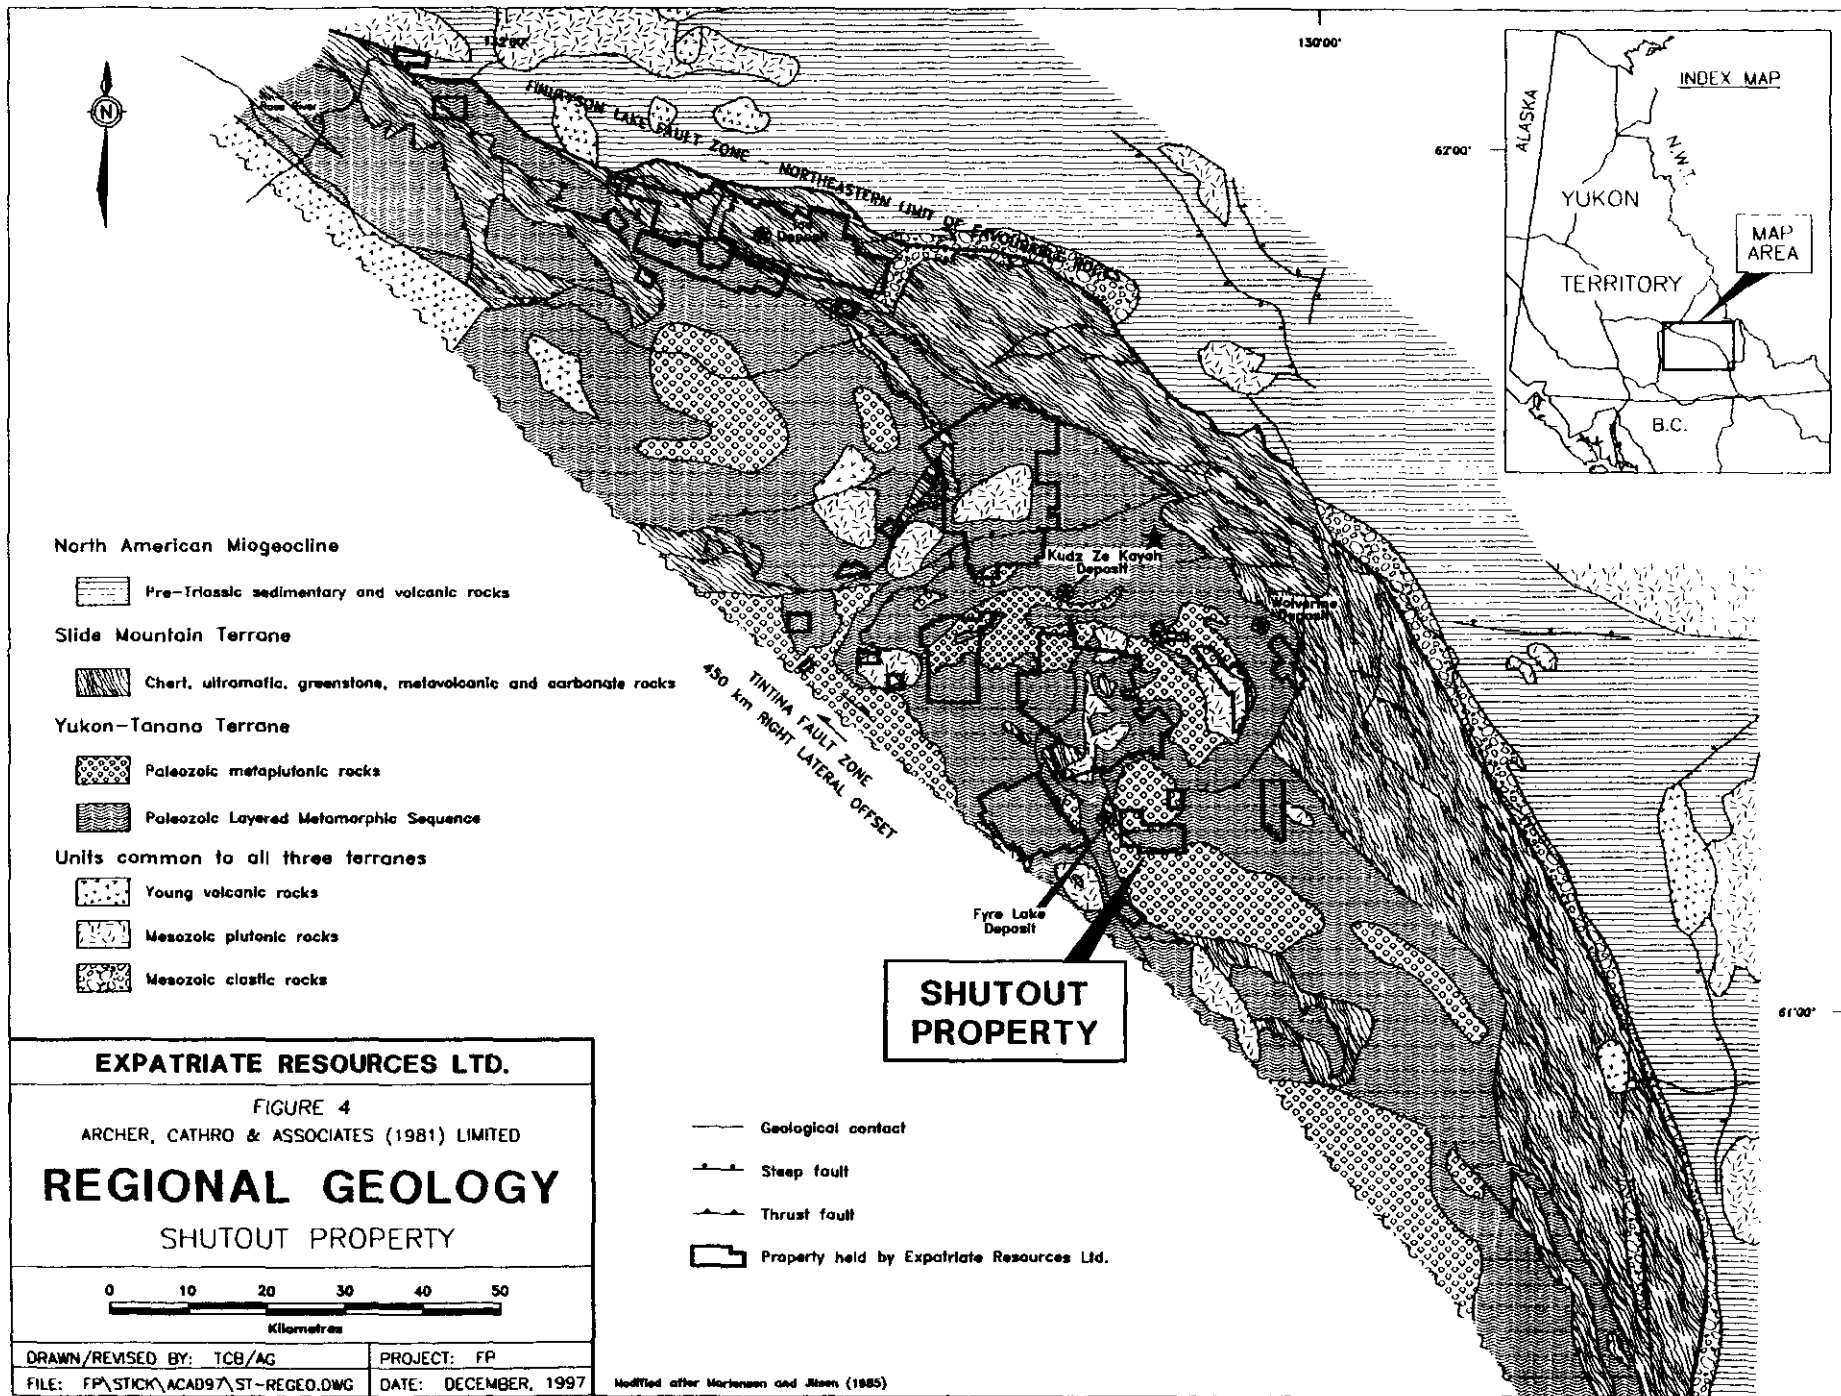 132°00'
130°00'
INDEX MAP
ALASKA
N.W.T.
62°00'
YUKON
MAP
AREA
TERRITORY
B.C.
Ross River
FINLAYSON LAKE FAULT ZONE - NORTHEASTERN LIMIT OF FAVOURABLE ROCKS
Deposit
Kudz Ze Kayah
Deposit
Wolverine
Deposit
North American Miogeocline
Pre-Triassic sedimentary and volcanic rocks
Slide Mountain Terrane
Chert, ultramafic, greenstone, metavolcanic and carbonate rocks
Yukon-Tanana Terrane
Paleozoic metaplutonic rocks
Paleozoic Layered Metamorphic Sequence
Units common to all three terranes
Young volcanic rocks
Mesozoic plutonic rocks
Mesozoic clastic rocks
TINTINA FAULT ZONE
450 km RIGHT LATERAL OFFSET
Fyre Lake
Deposit
SHUTOUT
PROPERTY
61°00'
EXPATRIATE RESOURCES LTD.
FIGURE 4
ARCHER, CATHRO & ASSOCIATES (1981) LIMITED
REGIONAL GEOLOGY
SHUTOUT PROPERTY
0 10 20 30 40 50
Kilometres
DRAWN/REVISED BY: TCB/AG
PROJECT: FP
FILE: FP\STICK\ACAD97\ST-REGEO.DWG
DATE: DECEMBER, 1997
Geological contact
Steep fault
Thrust fault
Property held by Expatriate Resources Ltd.
Modified after Mortensen and Jilson (1985)